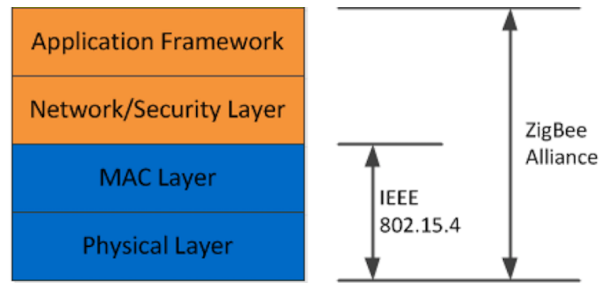 Application Framework
Network/Security Layer
MAC Layer
Physical Layer
IEEE
802.15.4
ZigBee
Alliance